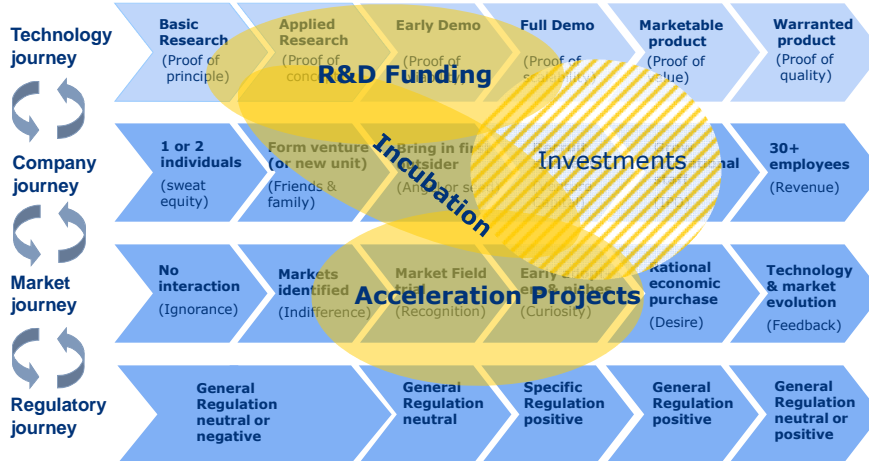 Technology
journey
Basic
Research
(Proof of
principle)
Applied
Research
(Proof of
Early Demo
(Proof of
Full Demo
(Proof of
Marketable
product
(Proof of
value)
Warranted
product
(Proof of
quality)
R&D Funding
Company
journey
1 or 2
individuals
(sweat
equity)
Form venture
(or new unit)
(Friends &
family)
Bring in first
outsider
30+
employees
(Revenue)
Incubation
Investments
Market
journey
No
interaction
(Ignorance)
Markets
identified
(Indifference)
Market Field
trial
(Recognition)
(Curiosity)
Rational
economic
purchase
(Desire)
Technology
& market
evolution
(Feedback)
Acceleration Projects
Regulatory
journey
General
Regulation
neutral or
negative
General
Regulation
neutral
Specific
Regulation
positive
General
Regulation
positive
General
Regulation
neutral or
positive